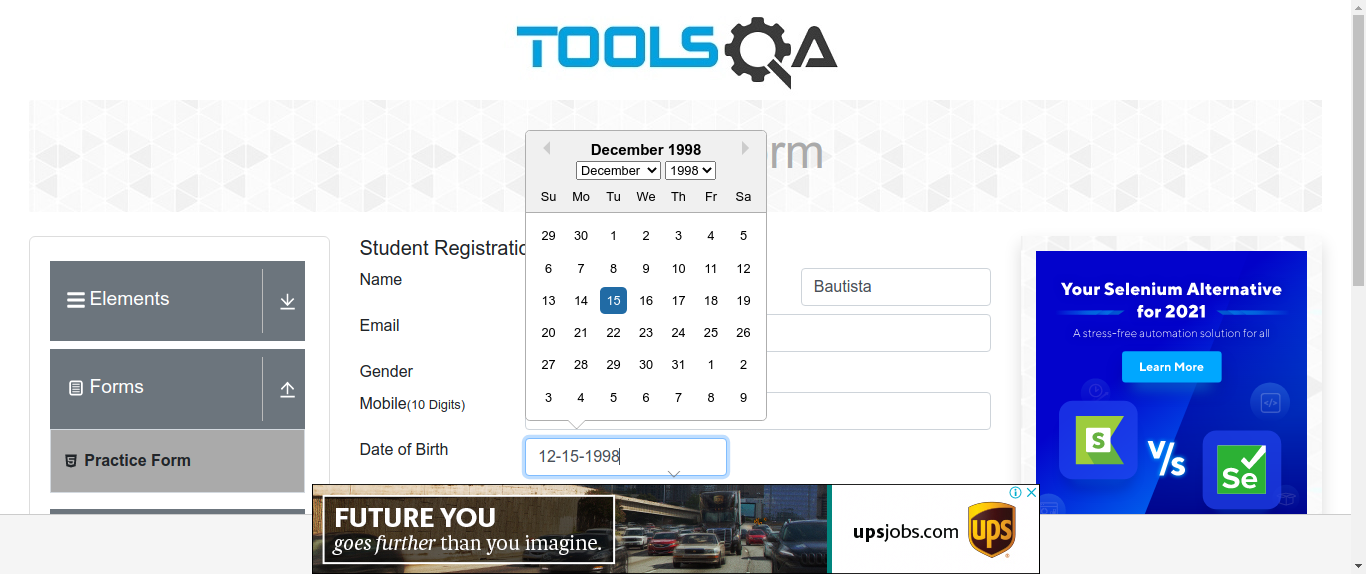 TOOLSQA
rm
December 1998
December 1998
Su Mo Tu We Th Fr Sa
29 30 1 2 3 4 5
6 7 8 9 10 11 12
13 14 15 16 17 18 19
20 21 22 23 24 25 26
27 28 29 30 31 1 2
3 4 5 6 7 8 9
Elements
Forms
Practice Form
Student Registratio
Name
Bautista
Email
Gender
Mobile(10 Digits)
Date of Birth
12-15-1998
Your Selenium Alternative
for 2021
A stress-free automation solution for all
Learn More
S
V/s
Se
FUTURE YOU
goes further than you imagine.
upsjobs.com
ups